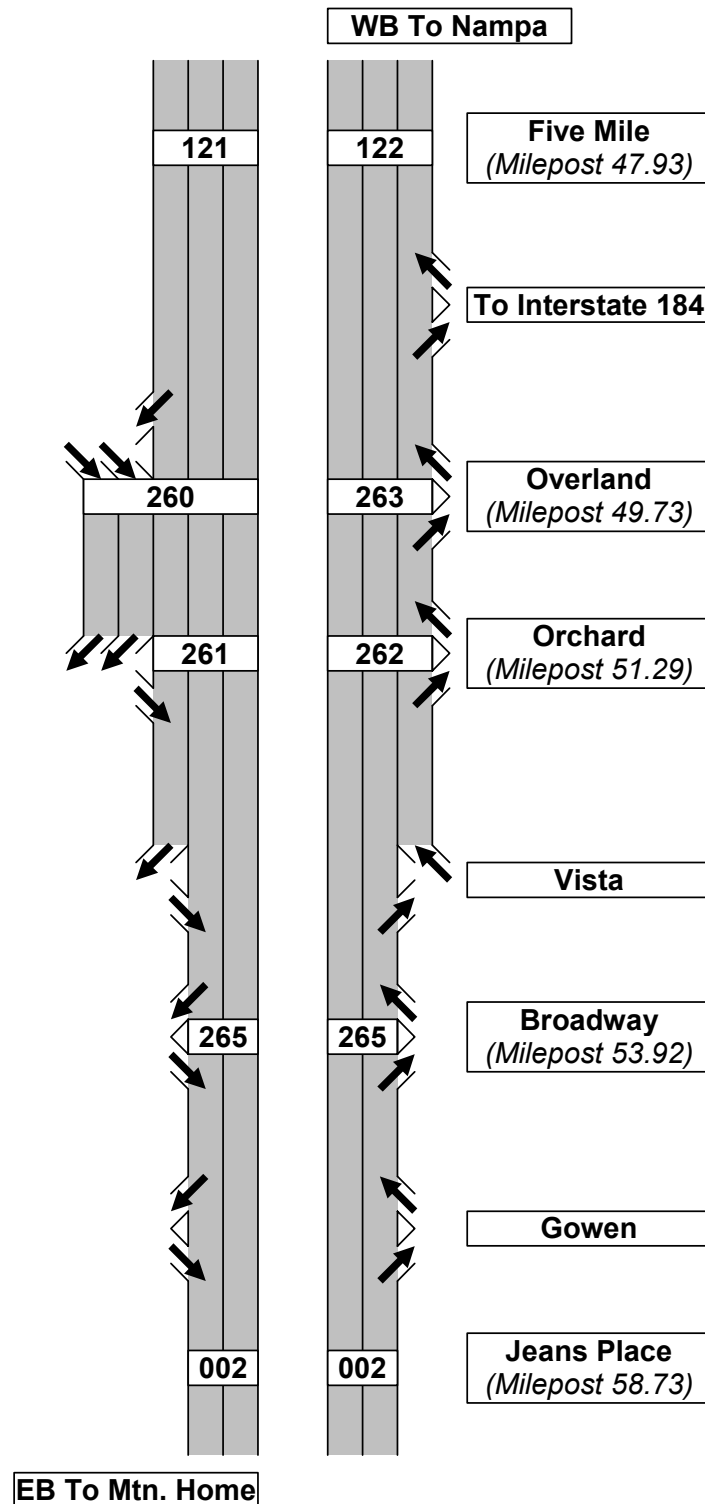 WB To Nampa
121
122
Five Mile
(Milepost 47.93)
To Interstate 184
260
263
Overland
(Milepost 49.73)
261
262
Orchard
(Milepost 51.29)
Vista
265
265
Broadway
(Milepost 53.92)
Gowen
002
002
Jeans Place
(Milepost 58.73)
EB To Mtn. Home